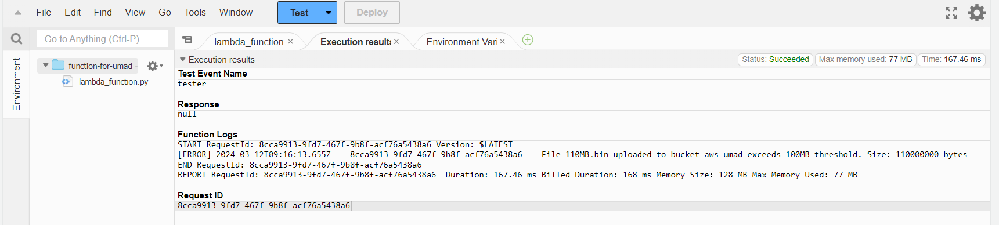 File Edit Find View Go Tools Window Test Deploy
Go to Anything (Ctrl-P)
lambda_function. Execution results Environment Vari
Environment
function-for-umad
lambda_function.py
Execution results Status: Succeeded Max memory used: 77 MB Time: 167.46 ms
Test Event Name
tester
Response
null
Function Logs
START RequestId: 8cca9913-9fd7-467f-9b8f-acf76a5438a6 Version: $LATEST
[ERROR] 2024-03-12T09:16:13.655Z 8cca9913-9fd7-467f-9b8f-acf76a5438a6 File 110MB.bin uploaded to bucket aws-umad exceeds 100MB threshold. Size: 110000000 bytes
END RequestId: 8cca9913-9fd7-467f-9b8f-acf76a5438a6
REPORT RequestId: 8cca9913-9fd7-467f-9b8f-acf76a5438a6 Duration: 167.46 ms Billed Duration: 168 ms Memory Size: 128 MB Max Memory Used: 77 MB
Request ID
8cca9913-9fd7-467f-9b8f-acf76a5438a6